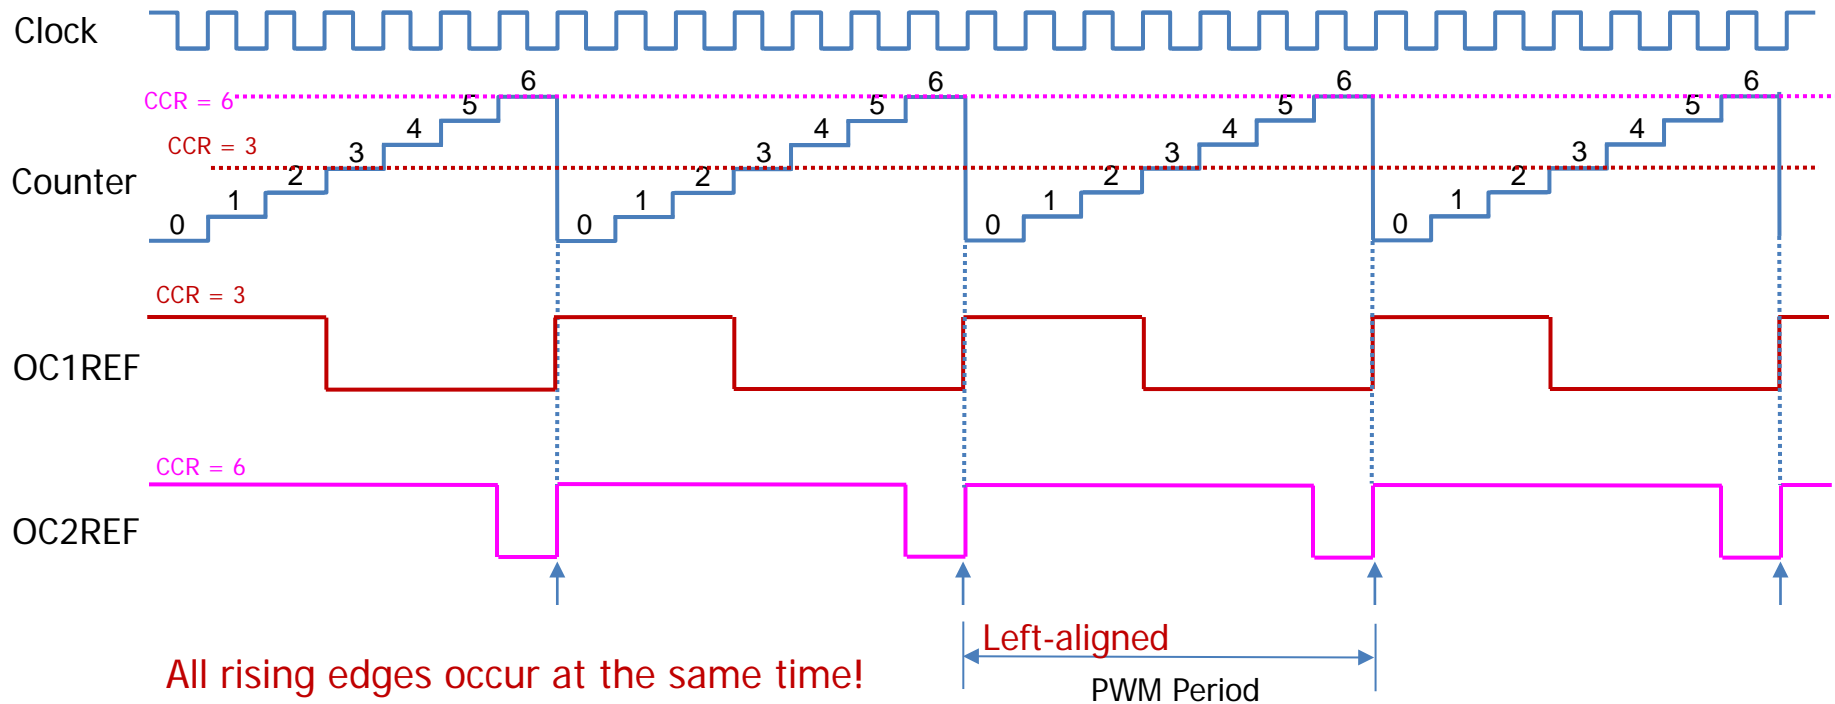 Clock
CCR = 6
6 6 6 6
5 5 5 5
4 4 4 4
CCR = 3
3 3 3 3
Counter
2 2 2 2
1 1 1 1
0 0 0 0
CCR = 3
OC1REF
CCR = 6
OC2REF
Left-aligned
All rising edges occur at the same time!
PWM Period